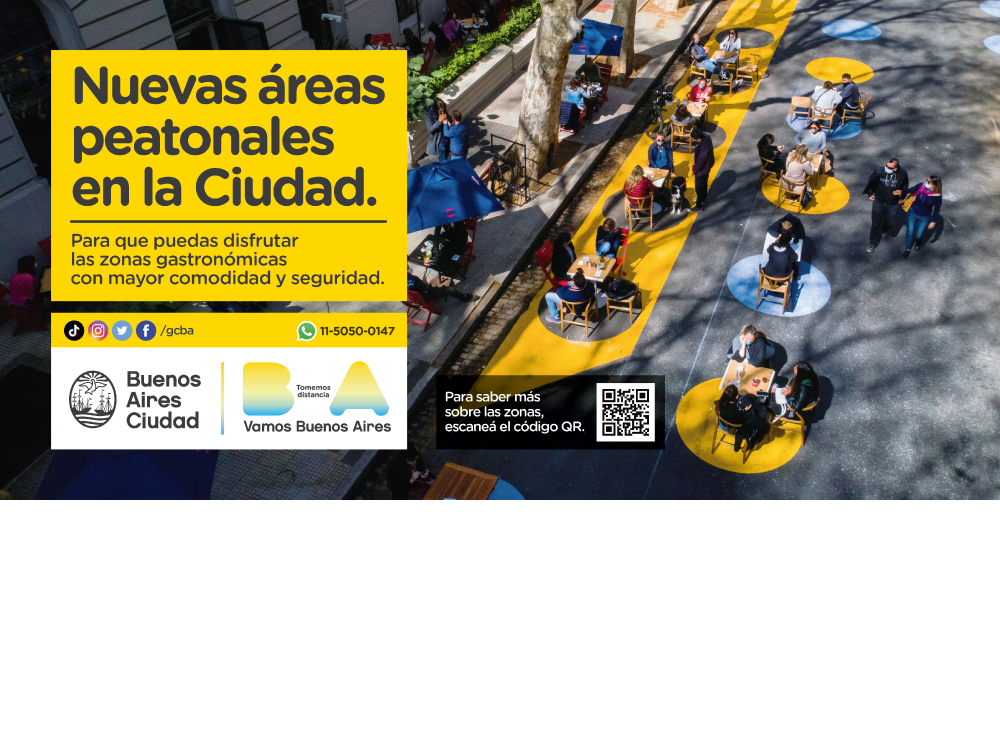 Nuevas áreas
peatonales
en la Ciudad.
Para que puedas disfrutar
las zonas gastronómicas
con mayor comodidad y seguridad.
/gcba
11-5050-0147
Buenos
Aires
Ciudad
BA
Tomemos
distancia
Vamos Buenos Aires
Para saber más
sobre las zonas,
escaneá el código QR.